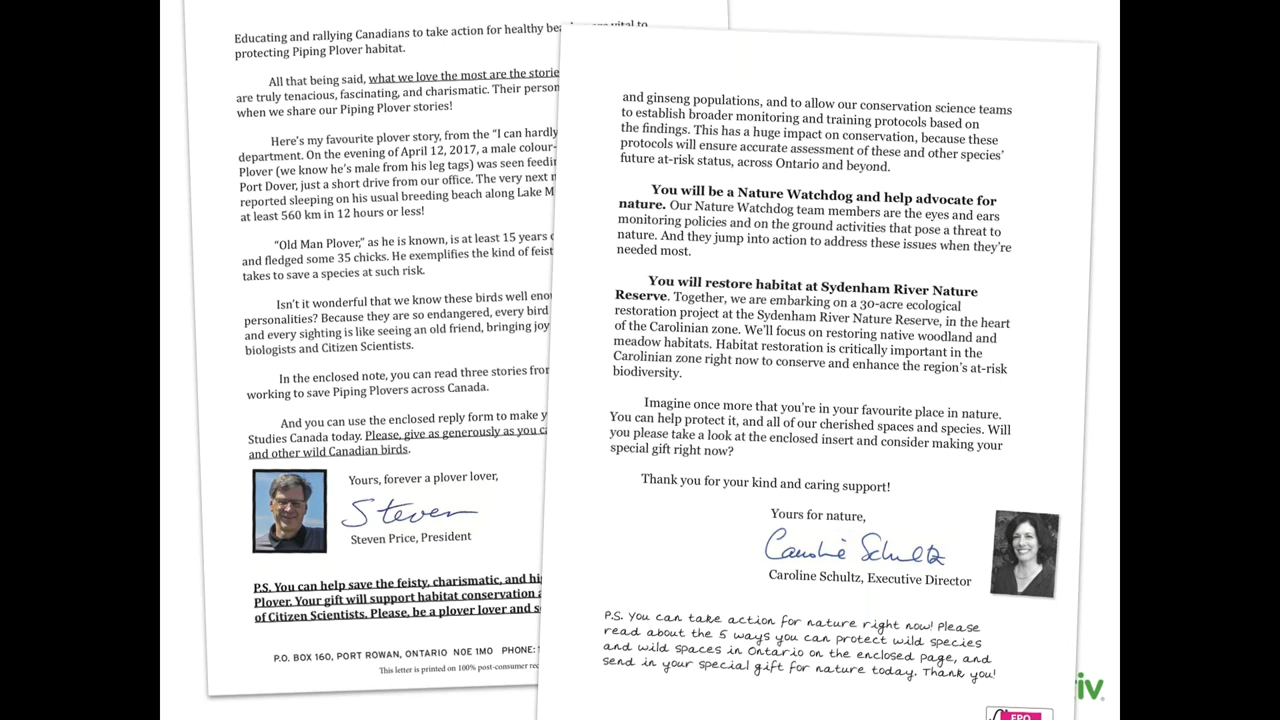 Educating and rallying Canadians to take action for healthy bea vital to
protecting Piping Plover habitat.
All that being said, what we love the most are the storie
are truly tenacious, fascinating, and charismatic. Their person
when we share our Piping Plover stories!
Here's my favourite plover story, from the "I can hardly
department. On the evening of April 12, 2017, a male colour-
Plover (we know he's male from his leg tags) was seen feedin
Port Dover, just a short drive from our office. The very next
reported sleeping on his usual breeding beach along Lake M
at least 560 km in 12 hours or less!
"Old Man Plover," as he is known, is at least 15 years
and fledged some 35 chicks. He exemplifies the kind of feist
takes to save a species at such risk.
Isn't it wonderful that we know these birds well enou
personalities? Because they are so endangered, every bird
and every sighting is like seeing an old friend, bringing joy
biologists and Citizen Scientists.
In the enclosed note, you can read three stories from
working to save Piping Plovers across Canada.
And you can use the enclosed reply form to make y
Studies Canada today. Please, give as generously as you c
and other wild Canadian birds.
Yours, forever a plover lover,
Steven
Steven Price, President
P.S. You can help save the feisty, charismatic, and hi
Plover. Your gift will support habitat conservation a
of Citizen Scientists. Please, be a plover lover and s
P.O. BOX 160, PORT ROWAN, ONTARIO N0E 1M0 PHONE:
This letter is printed on 100% post-consumer rec
and ginseng populations, and to allow our conservation science teams
to establish broader monitoring and training protocols based on
the findings. This has a huge impact on conservation, because these
protocols will ensure accurate assessment of these and other species'
future at-risk status, across Ontario and beyond.
You will be a Nature Watchdog and help advocate for
nature. Our Nature Watchdog team members are the eyes and ears
monitoring policies and on the ground activities that pose a threat to
nature. And they jump into action to address these issues when they're
needed most.
You will restore habitat at Sydenham River Nature
Reserve. Together, we are embarking on a 30-acre ecological
restoration project at the Sydenham River Nature Reserve, in the heart
of the Carolinian zone. We'll focus on restoring native woodland and
meadow habitats. Habitat restoration is critically important in the
Carolinian zone right now to conserve and enhance the region's at-risk
biodiversity.
Imagine once more that you're in your favourite place in nature.
You can help protect it, and all of our cherished spaces and species. Will
you please take a look at the enclosed insert and consider making your
special gift right now?
Thank you for your kind and caring support!
Yours for nature,
Caroline Schultz
Caroline Schultz, Executive Director
P.S. You can take action for nature right now! Please
read about the 5 ways you can protect wild species
and wild spaces in Ontario on the enclosed page, and
send in your special gift for nature today. Thank you!
iv.
FPO